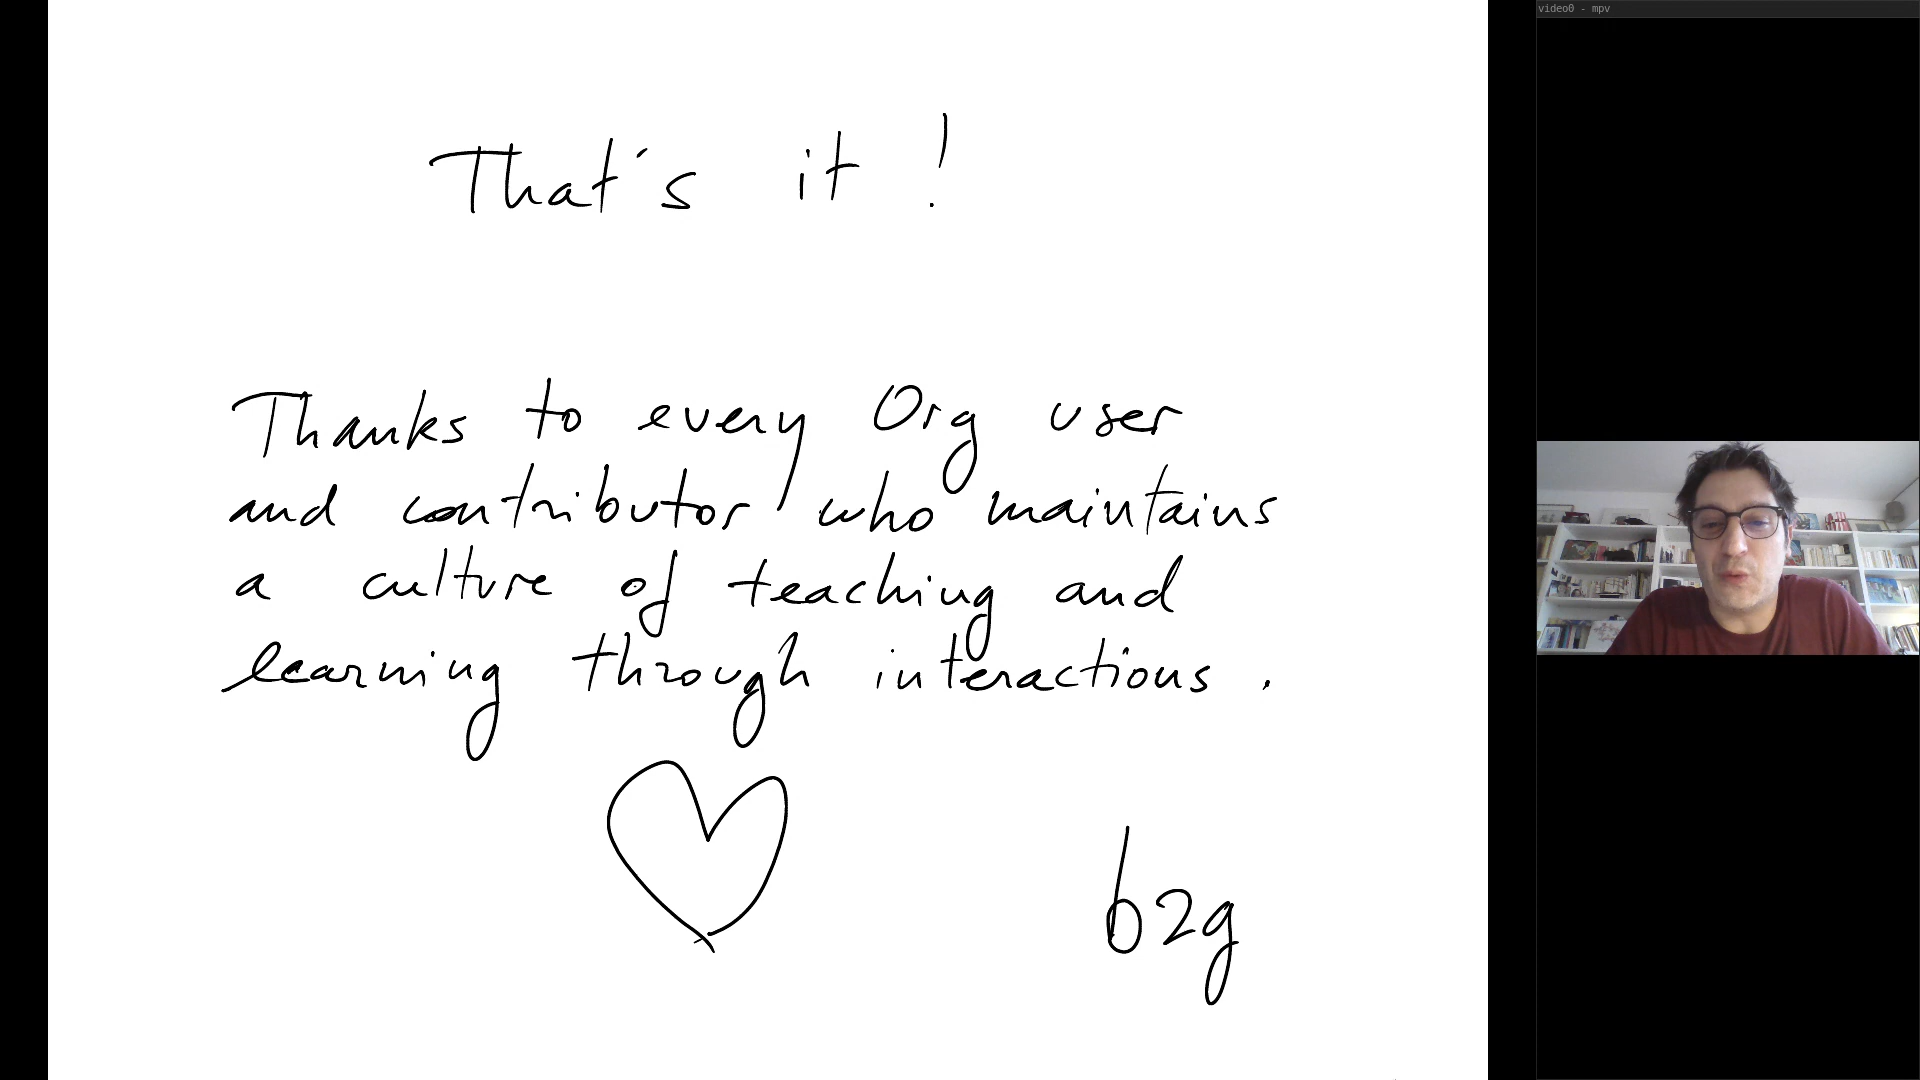 video0 - mpv
That's it!
Thanks to every Org user
and contributor who maintains
a culture of teaching and
learning through interactions.
bzg